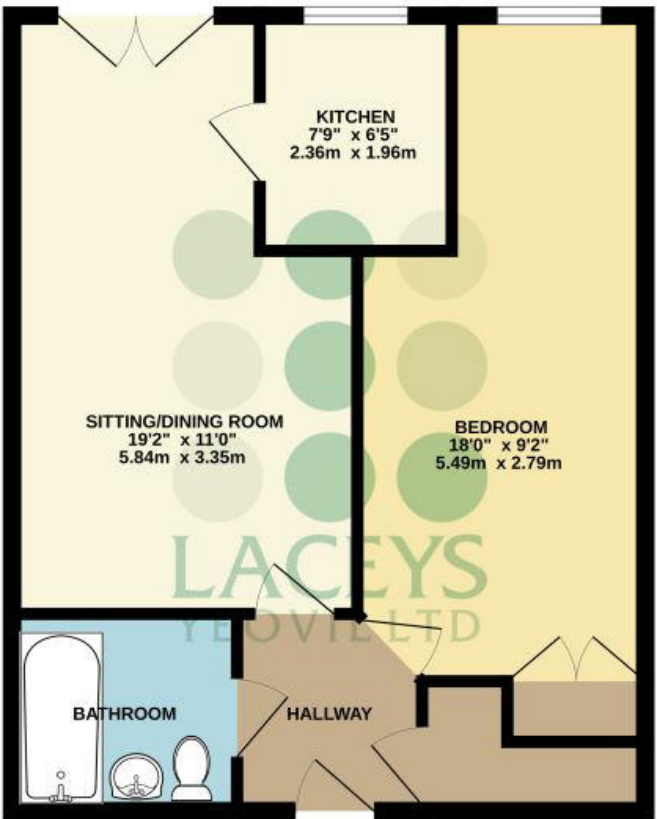 KITCHEN
7'9" x 6'5"
2.36m x 1.96m
SITTING/DINING ROOM
19'2" x 11'0"
5.84m x 3.35m
BEDROOM
18'0" x 9'2"
5.49m x 2.79m
LACEYS
YEOVIL LTD
BATHROOM
HALLWAY